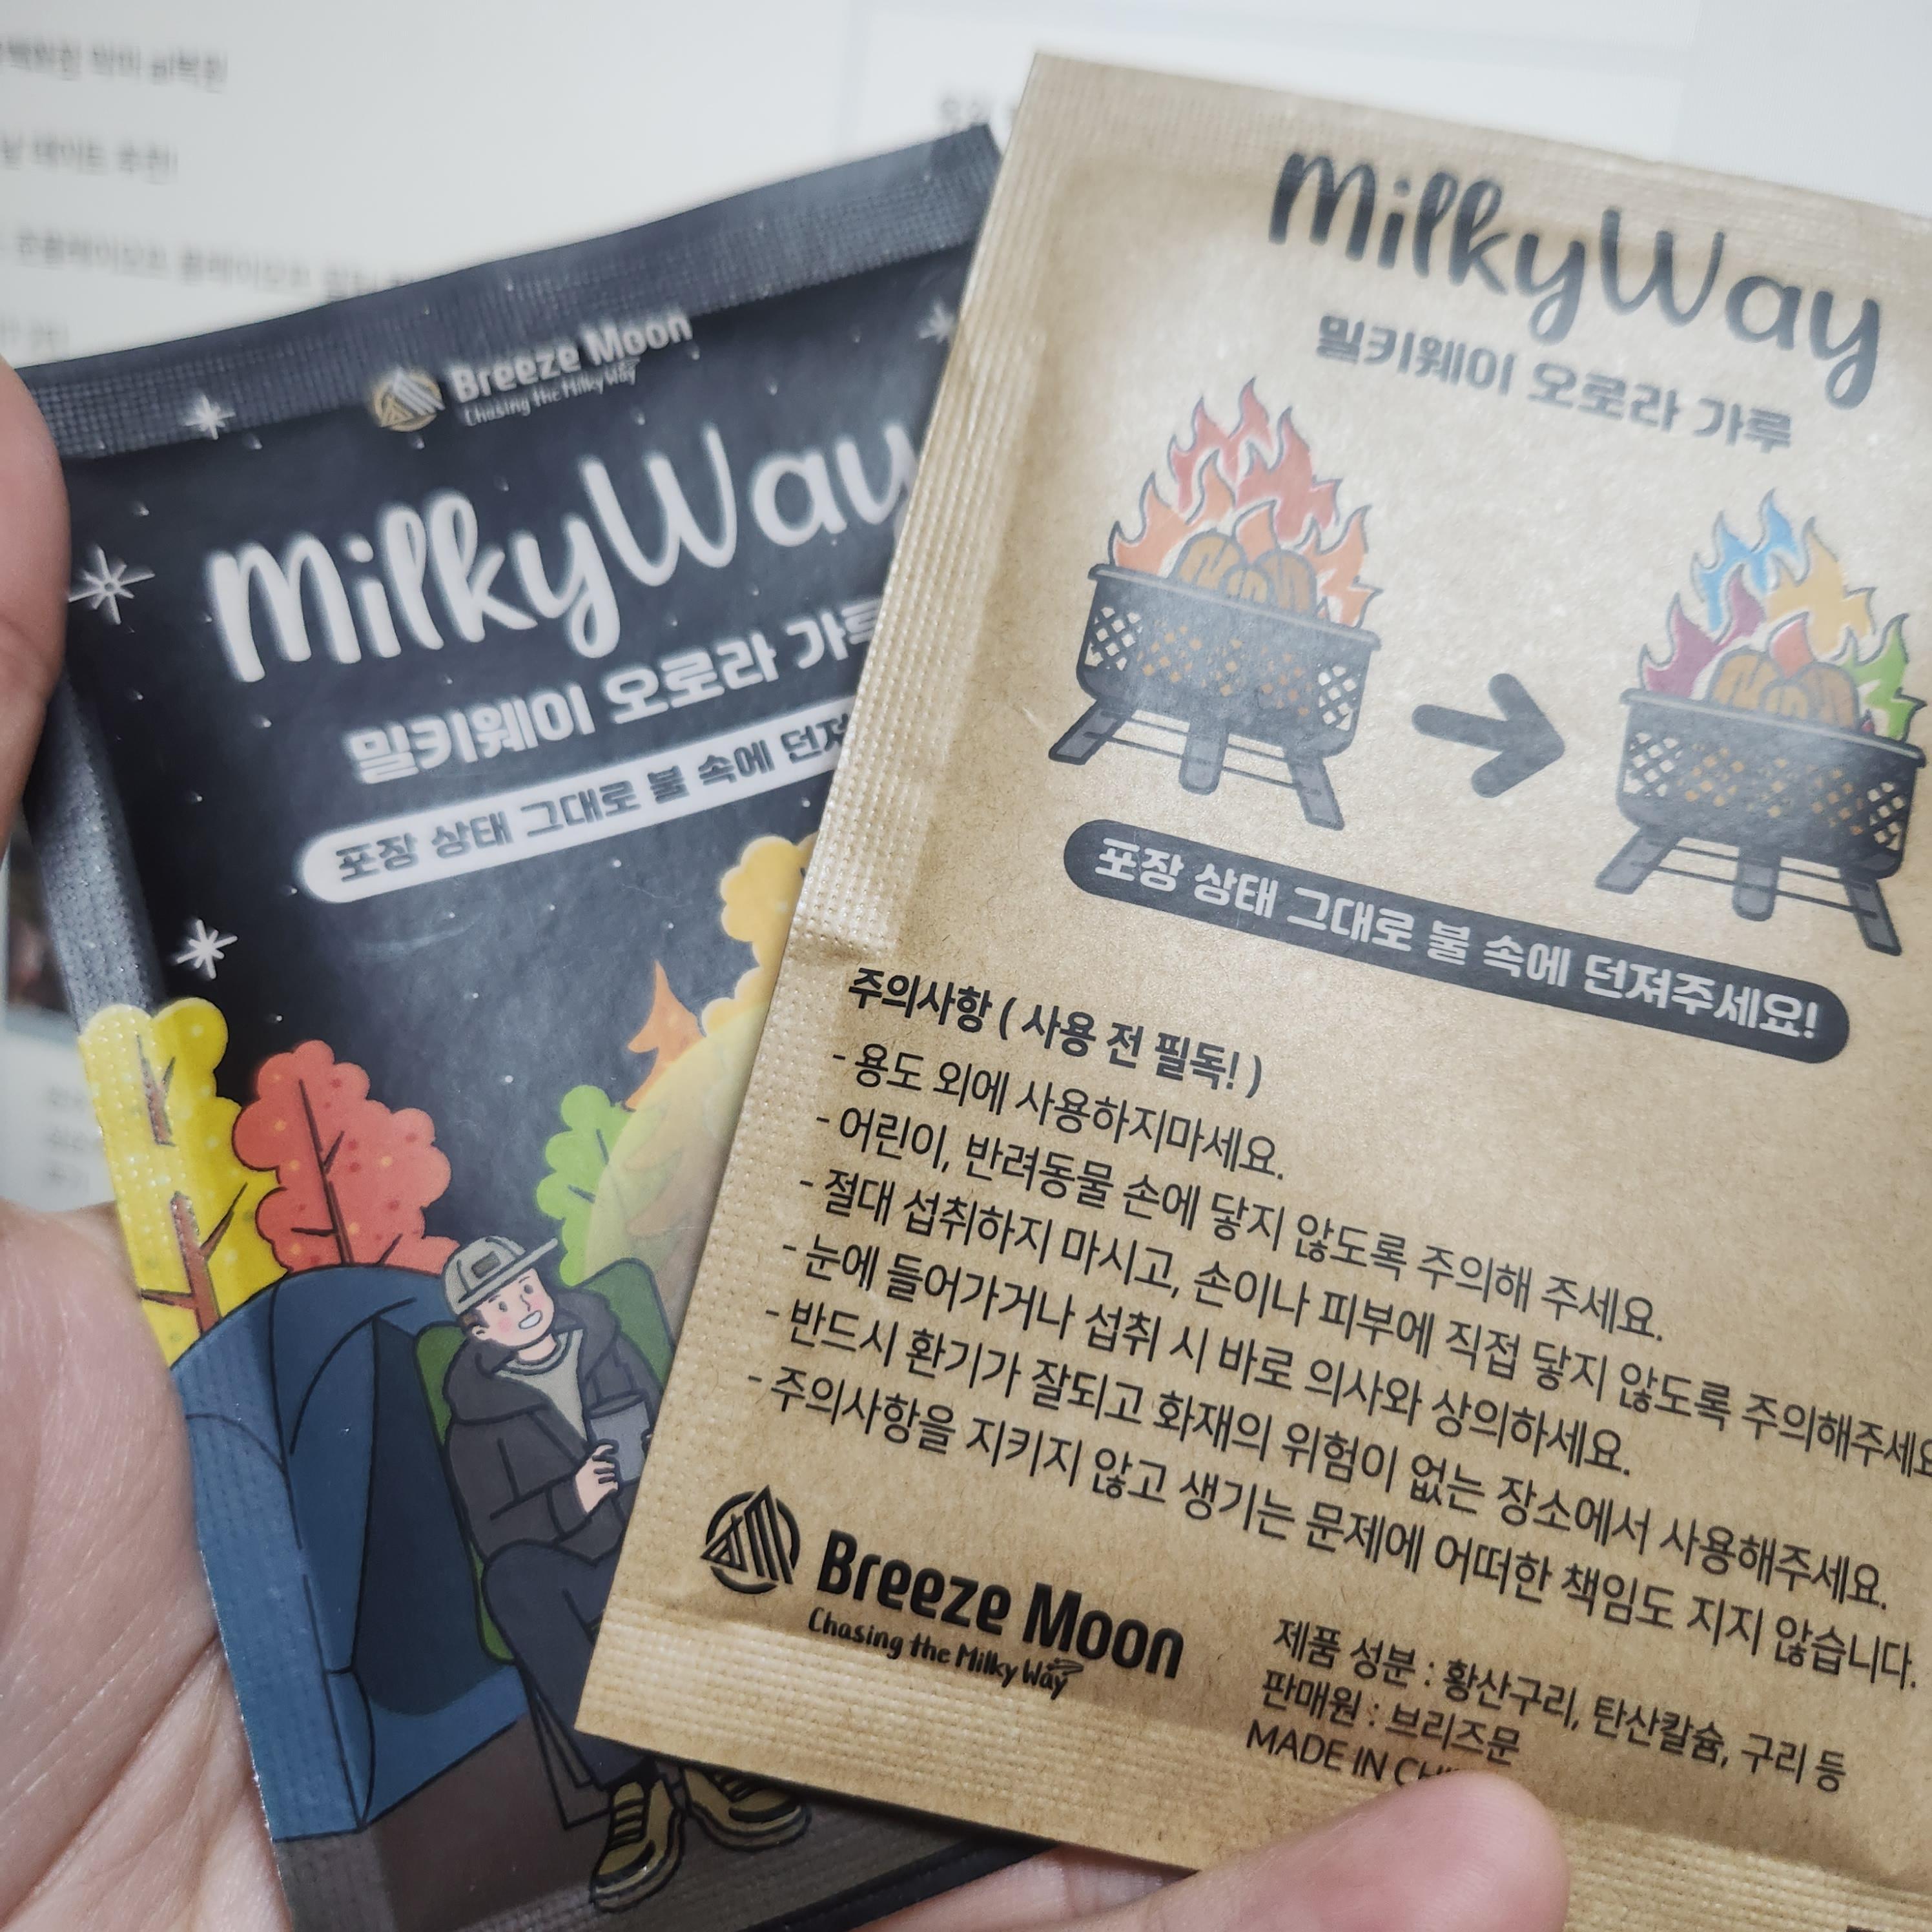 Breeze Moon
Chasing the Milky Way
MilkyWay
밀키웨이 오로라 가루
포장 상태 그대로 불 속에 던져
MilkyWay
밀키웨이 오로라 가루
포장 상태 그대로 불 속에 던져주세요!
주의사항 ( 사용 전 필독! )
- 용도 외에 사용하지마세요.
- 어린이, 반려동물 손에 닿지 않도록 주의해 주세요.
- 절대 섭취하지 마시고, 손이나 피부에 직접 닿지 않도록 주의해주세요
- 눈에 들어가거나 섭취 시 바로 의사와 상의하세요.
- 반드시 환기가 잘되고 화재의 위험이 없는 장소에서 사용해주세요.
- 주의사항을 지키지 않고 생기는 문제에 어떠한 책임도 지지 않습니다.
Breeze Moon
Chasing the Milky Way
제품 성분 : 황산구리, 탄산칼슘, 구리 등
판매원 : 브리즈문
MADE IN